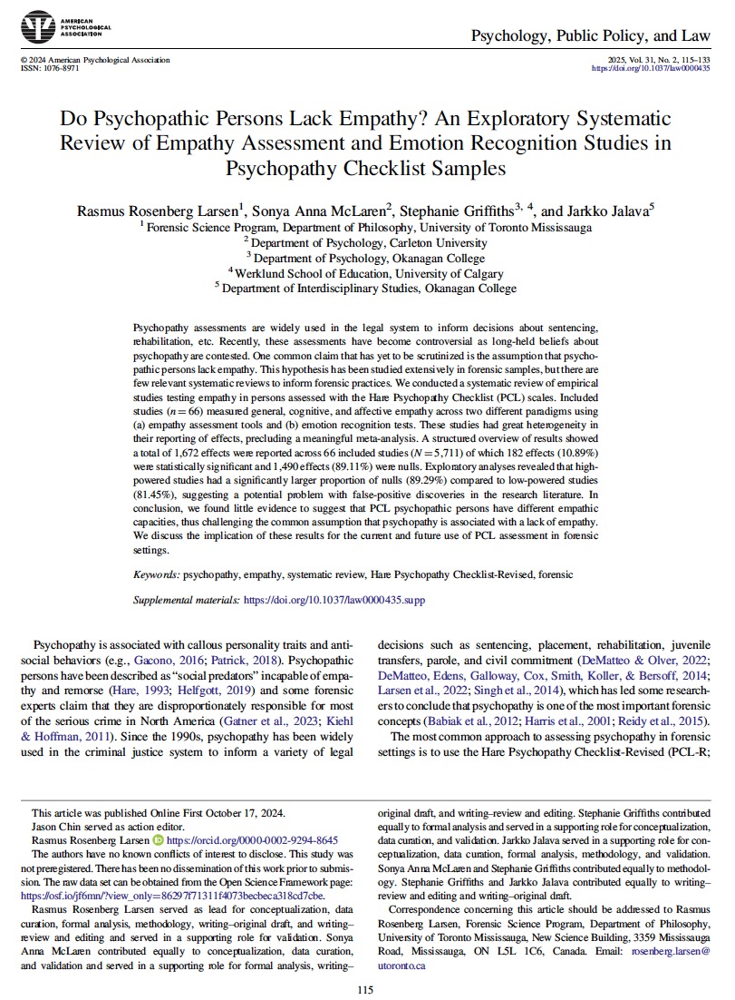 AMERICAN
PSYCHOLOGICAL
ASSOCIATION
Psychology, Public Policy, and Law
© 2024 American Psychological Association
ISSN: 1076-8971
2025, Vol. 31, No. 2, 115–133
https://doi.org/10.1037/law0000435
Do Psychopathic Persons Lack Empathy? An Exploratory Systematic
Review of Empathy Assessment and Emotion Recognition Studies in
Psychopathy Checklist Samples
Rasmus Rosenberg Larsen1, Sonya Anna McLaren2, Stephanie Griffiths3, 4, and Jarkko Jalava5
1 Forensic Science Program, Department of Philosophy, University of Toronto Mississauga
2 Department of Psychology, Carleton University
3 Department of Psychology, Okanagan College
4 Werklund School of Education, University of Calgary
5 Department of Interdisciplinary Studies, Okanagan College
Psychopathy assessments are widely used in the legal system to inform decisions about sentencing,
rehabilitation, etc. Recently, these assessments have become controversial as long-held beliefs about
psychopathy are contested. One common claim that has yet to be scrutinized is the assumption that psycho-
pathic persons lack empathy. This hypothesis has been studied extensively in forensic samples, but there are
few relevant systematic reviews to inform forensic practices. We conducted a systematic review of empirical
studies testing empathy in persons assessed with the Hare Psychopathy Checklist (PCL) scales. Included
studies (n = 66) measured general, cognitive, and affective empathy across two different paradigms using
(a) empathy assessment tools and (b) emotion recognition tests. These studies had great heterogeneity in
their reporting of effects, precluding a meaningful meta-analysis. A structured overview of results showed
a total of 1,672 effects were reported across 66 included studies (N = 5,711) of which 182 effects (10.89%)
were statistically significant and 1,490 effects (89.11%) were nulls. Exploratory analyses revealed that high-
powered studies had a significantly larger proportion of nulls (89.29%) compared to low-powered studies
(81.45%), suggesting a potential problem with false-positive discoveries in the research literature. In
conclusion, we found little evidence to suggest that PCL psychopathic persons have different empathic
capacities, thus challenging the common assumption that psychopathy is associated with a lack of empathy.
We discuss the implication of these results for the current and future use of PCL assessment in forensic
settings.
Keywords: psychopathy, empathy, systematic review, Hare Psychopathy Checklist-Revised, forensic
Supplemental materials: https://doi.org/10.1037/law0000435.supp
Psychopathy is associated with callous personality traits and anti-
social behaviors (e.g., Gacono, 2016; Patrick, 2018). Psychopathic
persons have been described as “social predators” incapable of empa-
thy and remorse (Hare, 1993; Helfgott, 2019) and some forensic
experts claim that they are disproportionately responsible for most
of the serious crime in North America (Gatner et al., 2023; Kiehl
& Hoffman, 2011). Since the 1990s, psychopathy has been widely
used in the criminal justice system to inform a variety of legal
decisions such as sentencing, placement, rehabilitation, juvenile
transfers, parole, and civil commitment (DeMatteo & Olver, 2022;
DeMatteo, Edens, Galloway, Cox, Smith, Koller, & Bersoff, 2014;
Larsen et al., 2022; Singh et al., 2014), which has led some research-
ers to conclude that psychopathy is one of the most important forensic
concepts (Babiak et al., 2012; Harris et al., 2001; Reidy et al., 2015).
The most common approach to assessing psychopathy in forensic
settings is to use the Hare Psychopathy Checklist-Revised (PCL-R;
This article was published Online First October 17, 2024.
Jason Chin served as action editor.
Rasmus Rosenberg Larsen iD https://orcid.org/0000-0002-9294-8645
The authors have no known conflicts of interest to disclose. This study was
not preregistered. There has been no dissemination of this work prior to submis-
sion. The raw data set can be obtained from the Open Science Framework page:
https://osf.io/jf6mn/?view_only=86297f71311f4073becbeca318cd7cbe.
Rasmus Rosenberg Larsen served as lead for conceptualization, data
curation, formal analysis, methodology, writing–original draft, and writing–
review and editing and served in a supporting role for validation. Sonya
Anna McLaren contributed equally to conceptualization, data curation,
and validation and served in a supporting role for formal analysis, writing–
original draft, and writing–review and editing. Stephanie Griffiths contributed
equally to formal analysis and served in a supporting role for conceptualization,
data curation, and validation. Jarkko Jalava served in a supporting role for con-
ceptualization, data curation, formal analysis, methodology, and validation.
Sonya Anna McLaren and Stephanie Griffiths contributed equally to methodol-
ogy. Stephanie Griffiths and Jarkko Jalava contributed equally to writing–
review and editing and writing–original draft.
Correspondence concerning this article should be addressed to Rasmus
Rosenberg Larsen, Forensic Science Program, Department of Philosophy,
University of Toronto Mississauga, New Science Building, 3359 Mississauga
Road, Mississauga, ON L5L 1C6, Canada. Email: rosenberg.larsen@
utoronto.ca
115